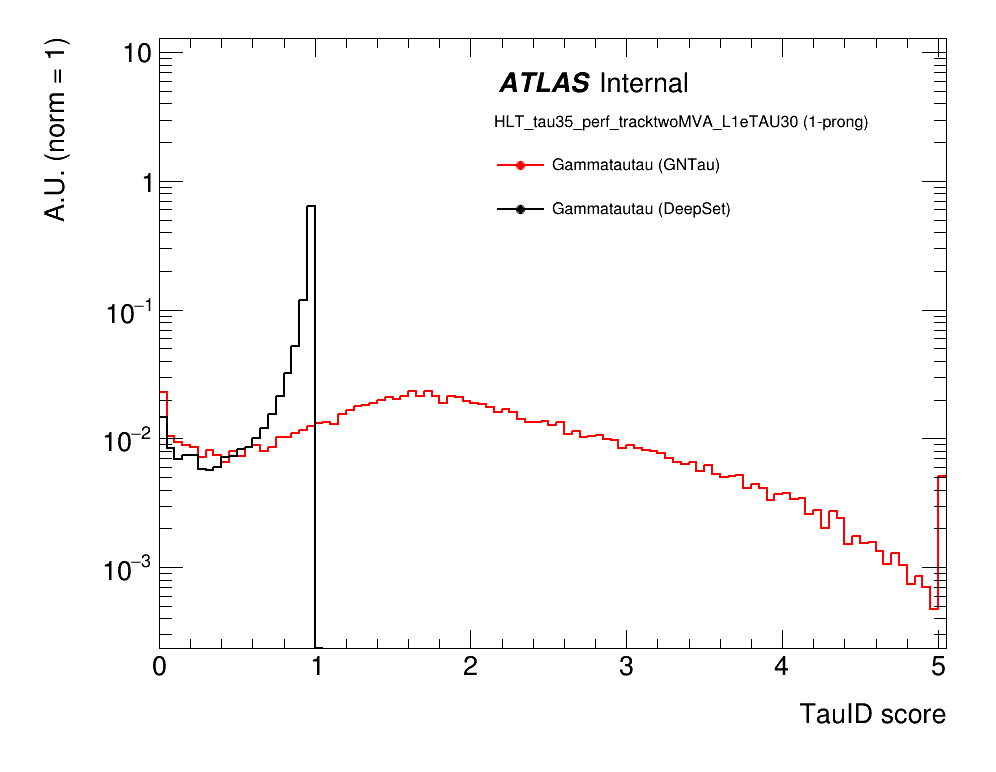 A.U. (norm = 1)
10
1
10⁻¹
10⁻²
10⁻³
ATLAS Internal
HLT_tau35_perf_tracktwoMVA_L1eTAU30 (1-prong)
Gammatautau (GNTau)
Gammatautau (DeepSet)
0 1 2 3 4 5
TauID score